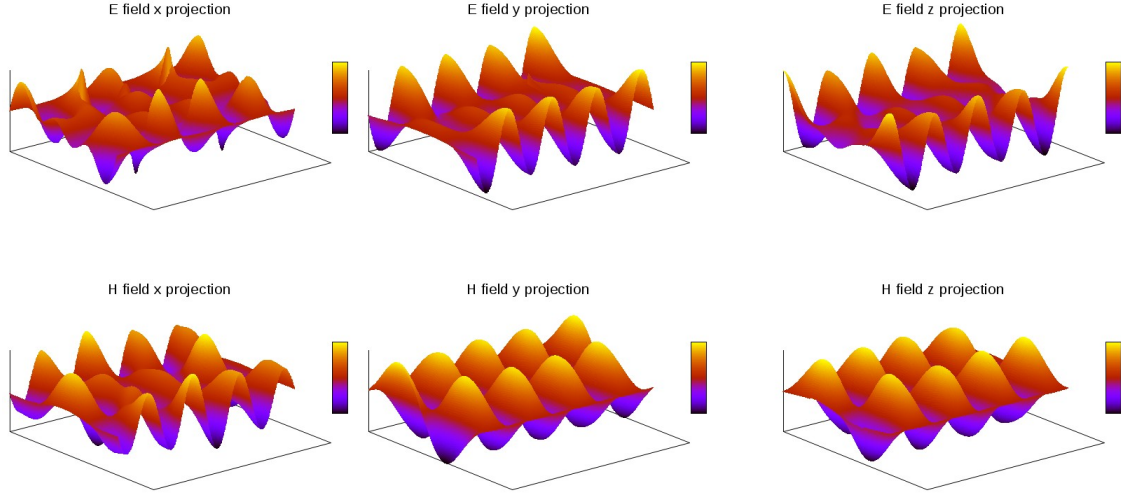 E field x projection
E field y projection
E field z projection
H field x projection
H field y projection
H field z projection